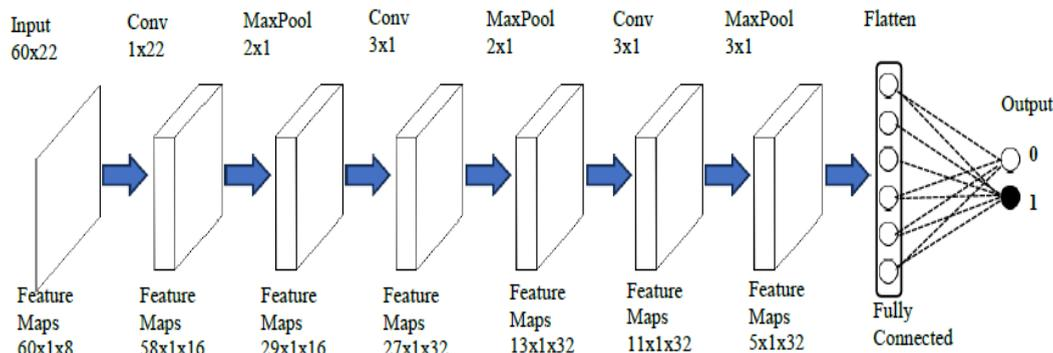 Input
60x22
Conv
1x22
MaxPool
2x1
Conv
3x1
MaxPool
2x1
Conv
3x1
MaxPool
3x1
Flatten
Output
0
1
Feature
Maps
60x1x8
Feature
Maps
58x1x16
Feature
Maps
29x1x16
Feature
Maps
27x1x32
Feature
Maps
13x1x32
Feature
Maps
11x1x32
Feature
Maps
5x1x32
Fully
Connected